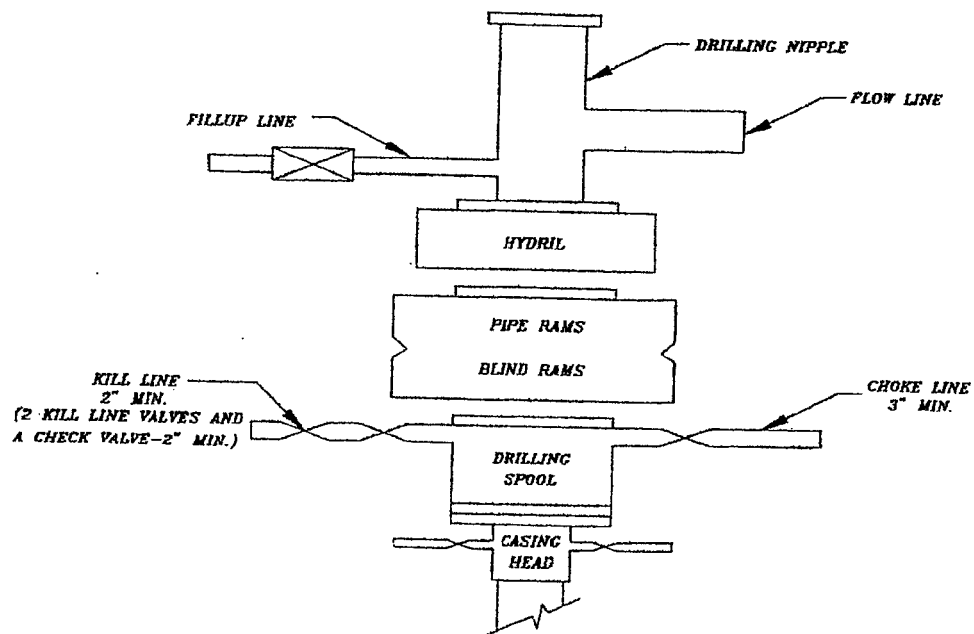 DRILLING NIPPLE
FLOW LINE
FILLUP LINE
HYDRIL
PIPE RAMS
BLIND RAMS
KILL LINE
2" MIN.
(2 KILL LINE VALVES AND
A CHECK VALVE-2" MIN.)
CHOKE LINE
3" MIN.
DRILLING
SPOOL
CASING
HEAD